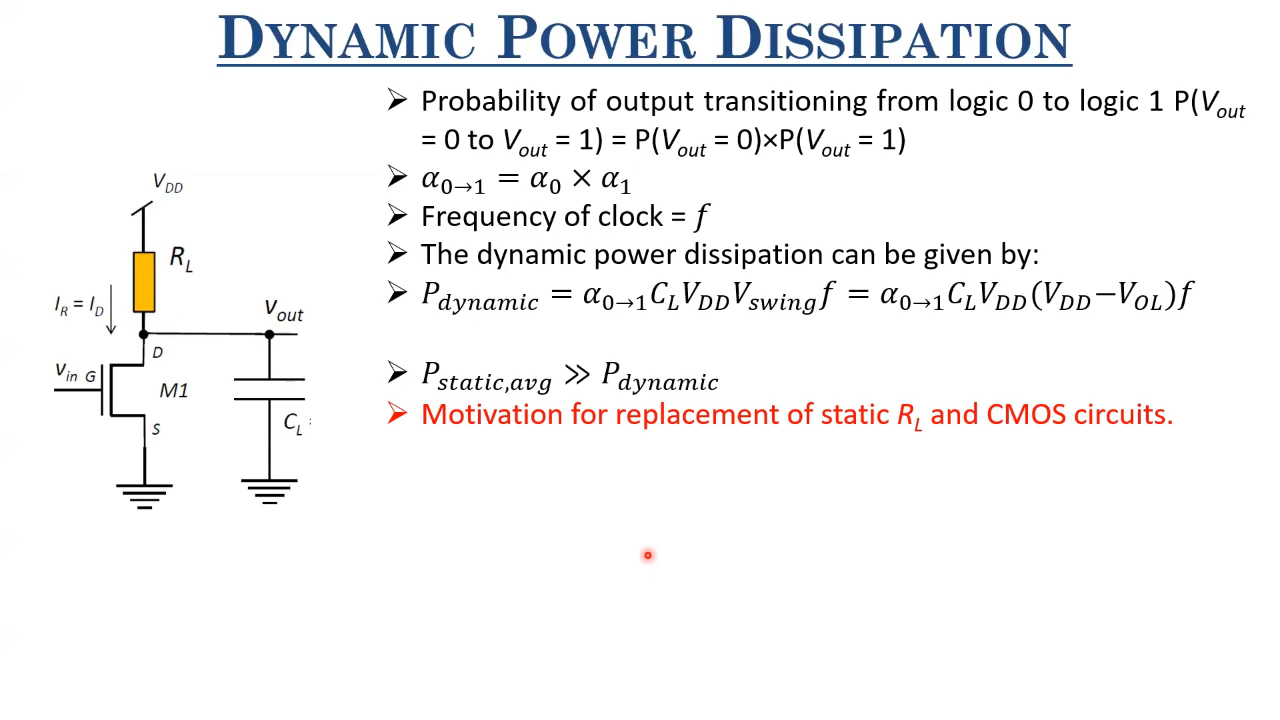 DYNAMIC POWER DISSIPATION
➢ Probability of output transitioning from logic 0 to logic 1 P(Vout
= 0 to Vout = 1) = P(Vout = 0)×P(Vout = 1)
➢ α0→1 = α0 × α1
➢ Frequency of clock = f
➢ The dynamic power dissipation can be given by:
➢ Pdynamic = α0→1CLVDDVswingf = α0→1CLVDD(VDD−VOL)f
➢ Pstatic,avg ≫ Pdynamic
➢ Motivation for replacement of static RL and CMOS circuits.
VDD
RL
IR = ID
Vout
D
Vin G
M1
S
CL